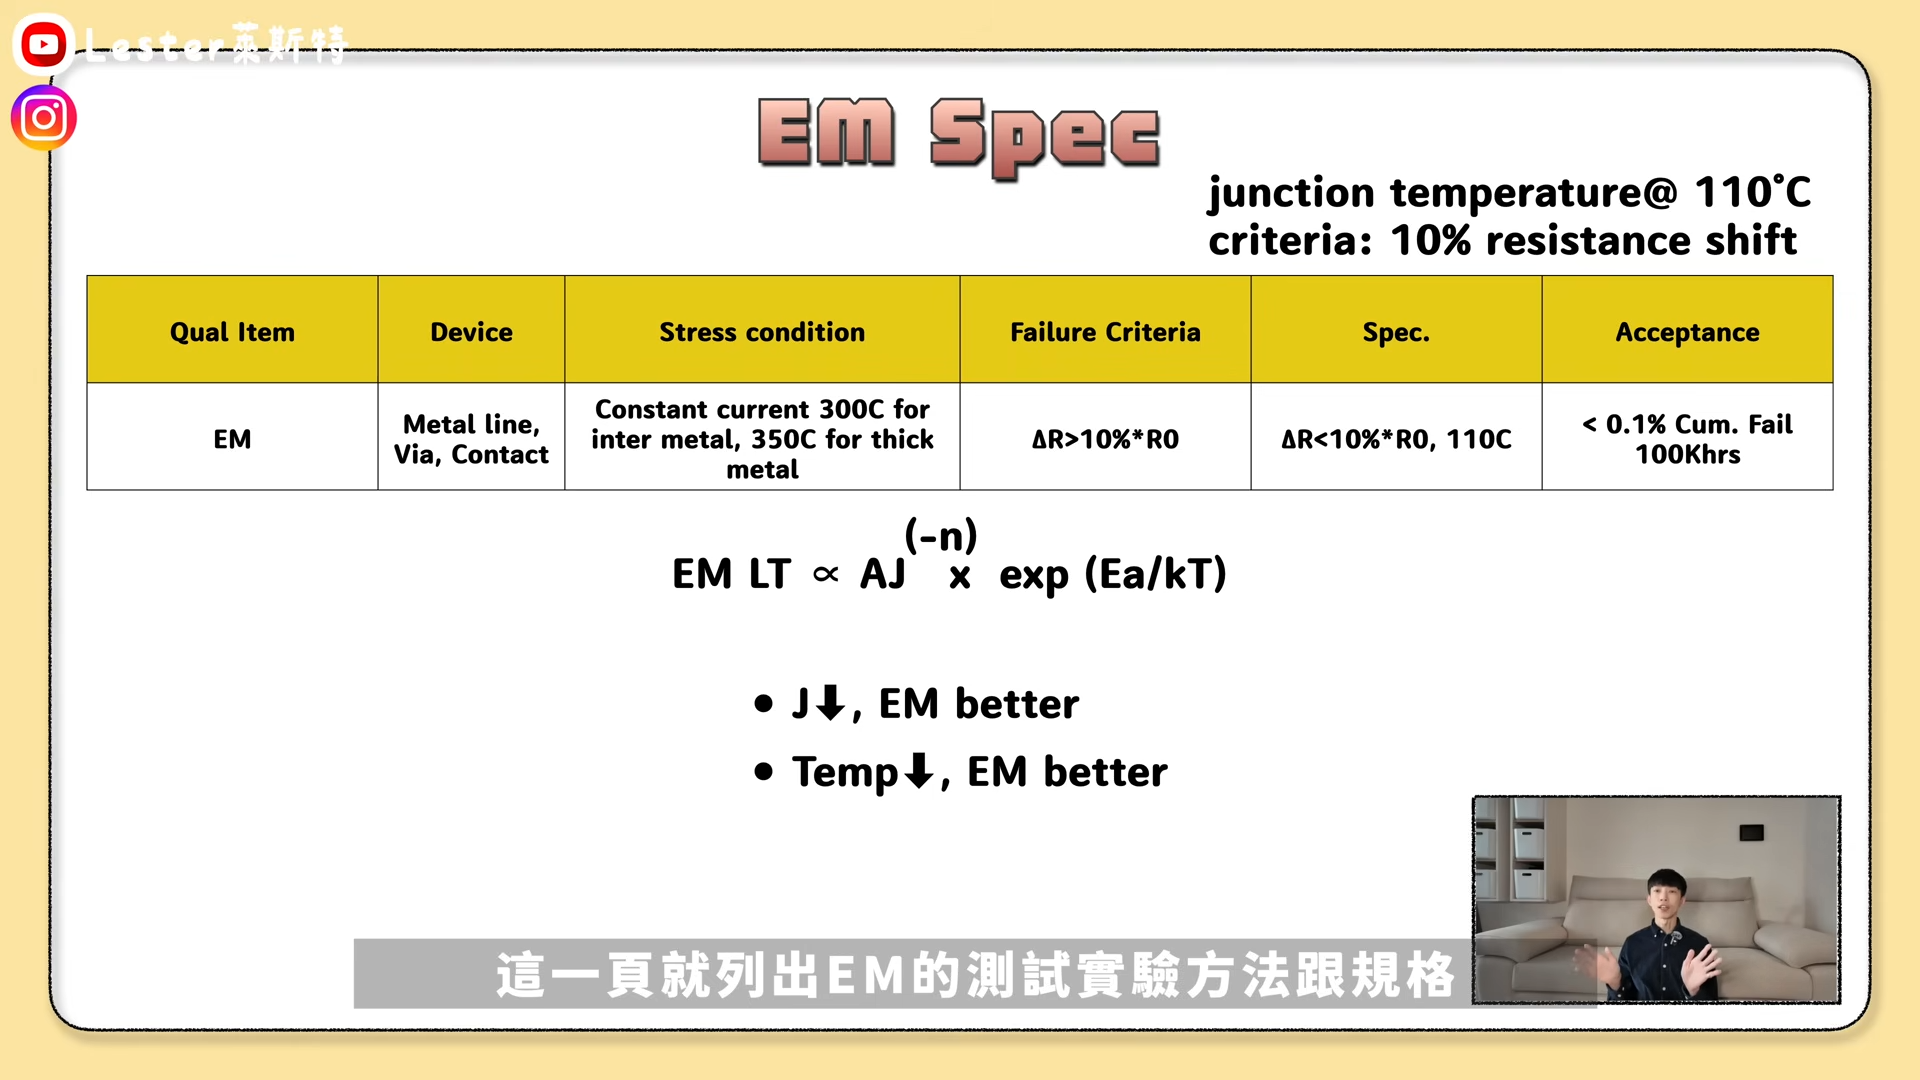 Lester萊斯特
EM Spec
junction temperature@ 110°C
criteria: 10% resistance shift
Qual Item
Device
Stress condition
Failure Criteria
Spec.
Acceptance
EM
Metal line,
Via, Contact
Constant current 300C for
inter metal, 350C for thick
metal
ΔR>10%*R0
ΔR<10%*R0, 110C
< 0.1% Cum. Fail
100Khrs
(-n)
EM LT ∝ AJ x exp (Ea/kT)
• J⬇, EM better
• Temp⬇, EM better
這一頁就列出EM的測試實驗方法跟規格